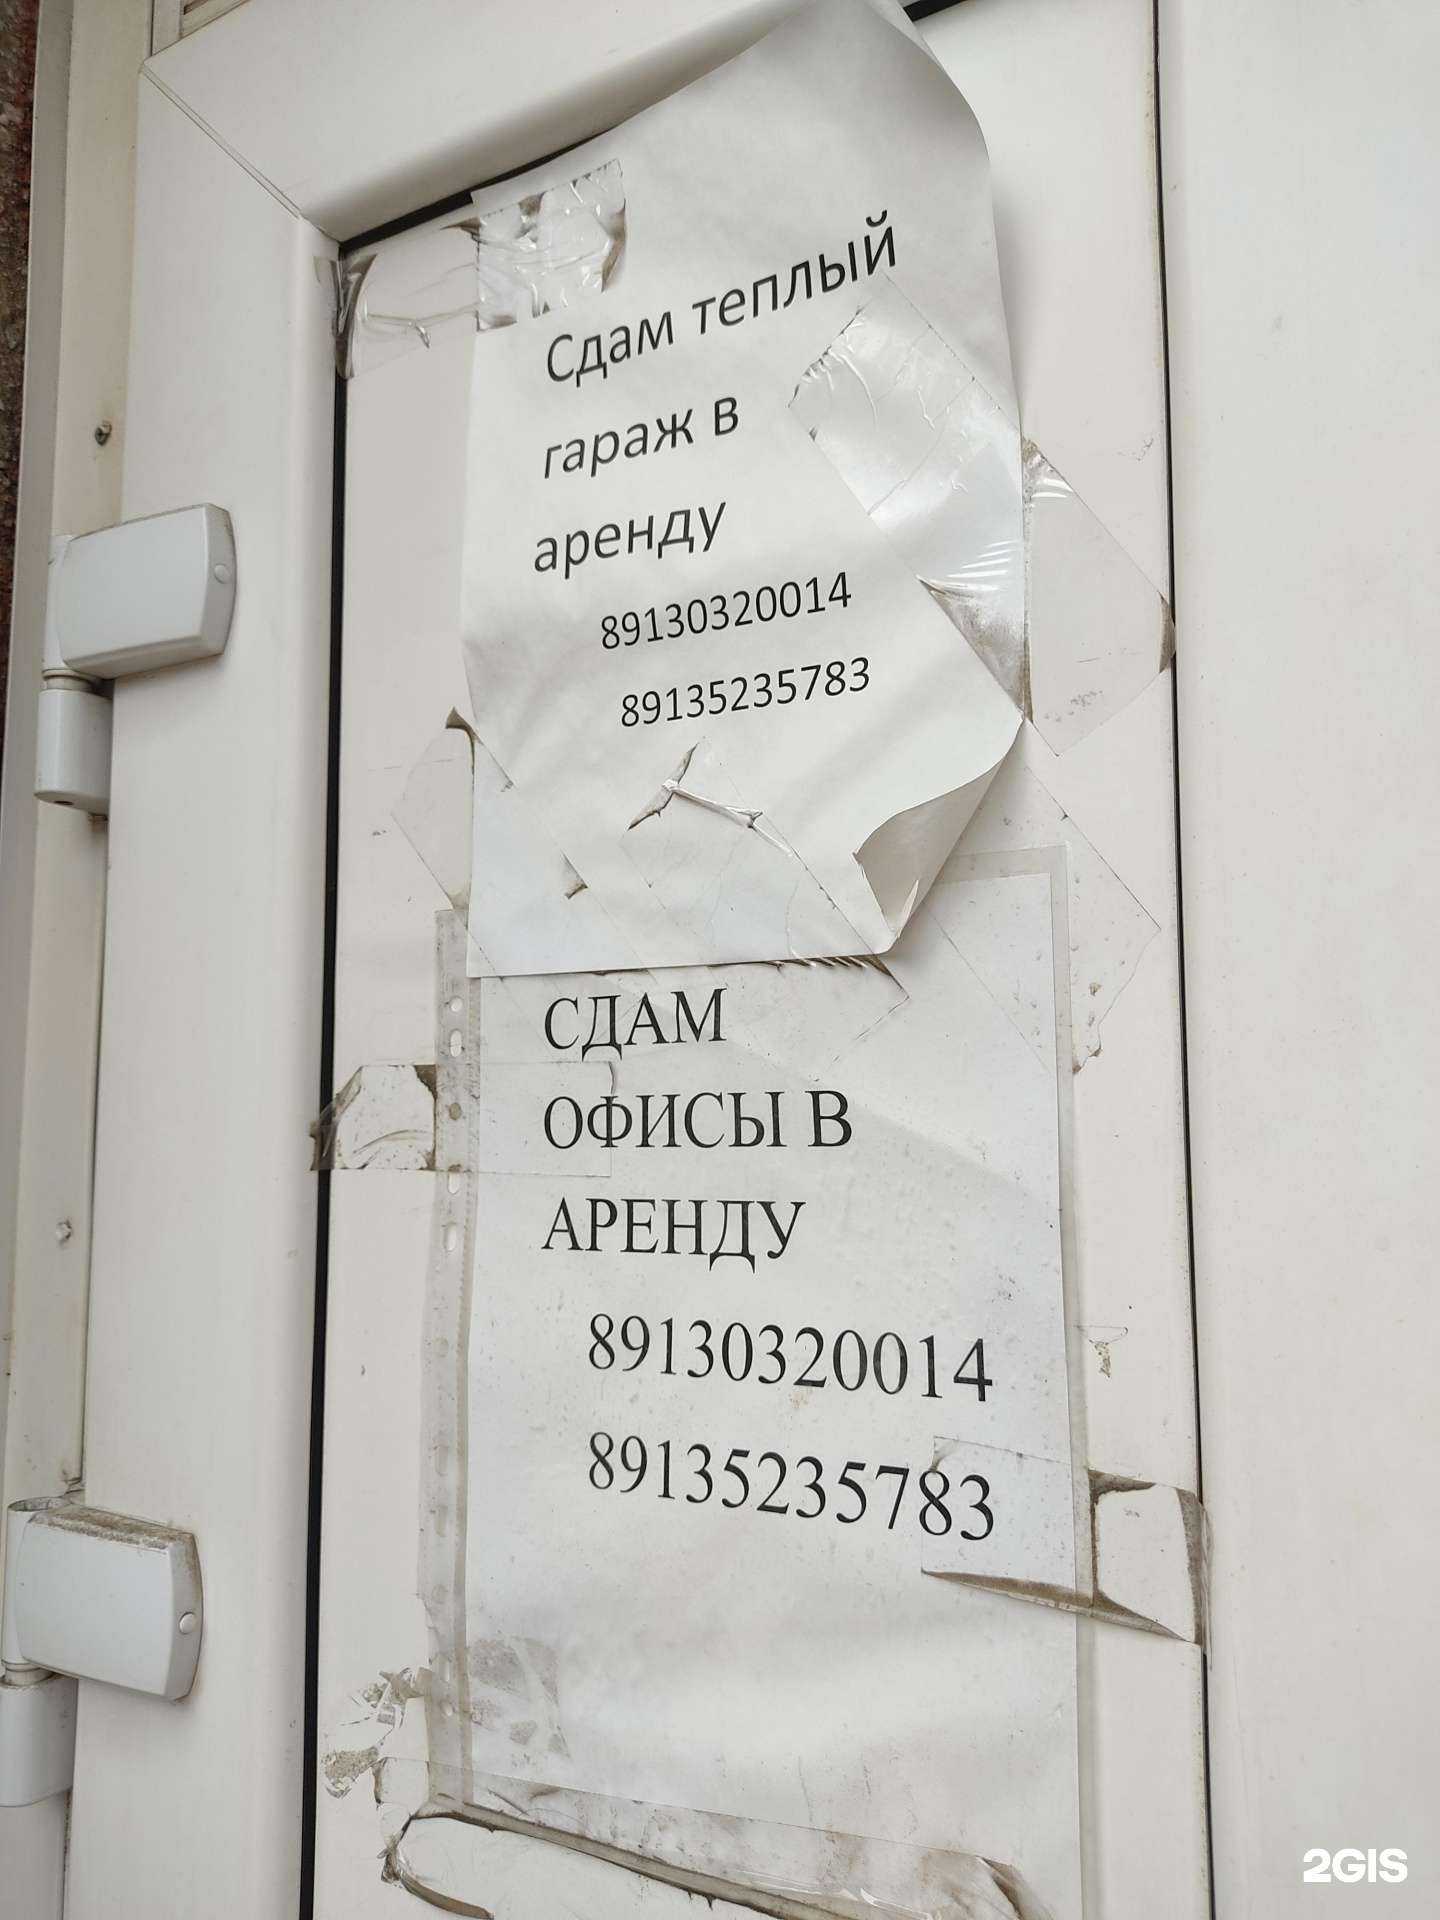 Сдам теплый
гараж в
аренду
89130320014
89135235783
СДАМ
ОФИСЫ В
АРЕНДУ
89130320014
89135235783
2GIS